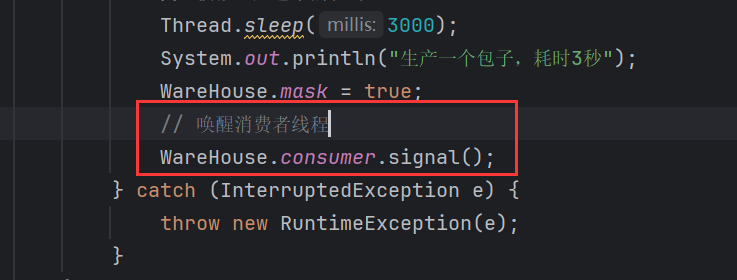 Thread.sleep( millis: 3000);
System.out.println("生产一个包子，耗时3秒");
WareHouse.mask = true;
// 唤醒消费者线程
WareHouse.consumer.signal();
} catch (InterruptedException e) {
throw new RuntimeException(e);
}